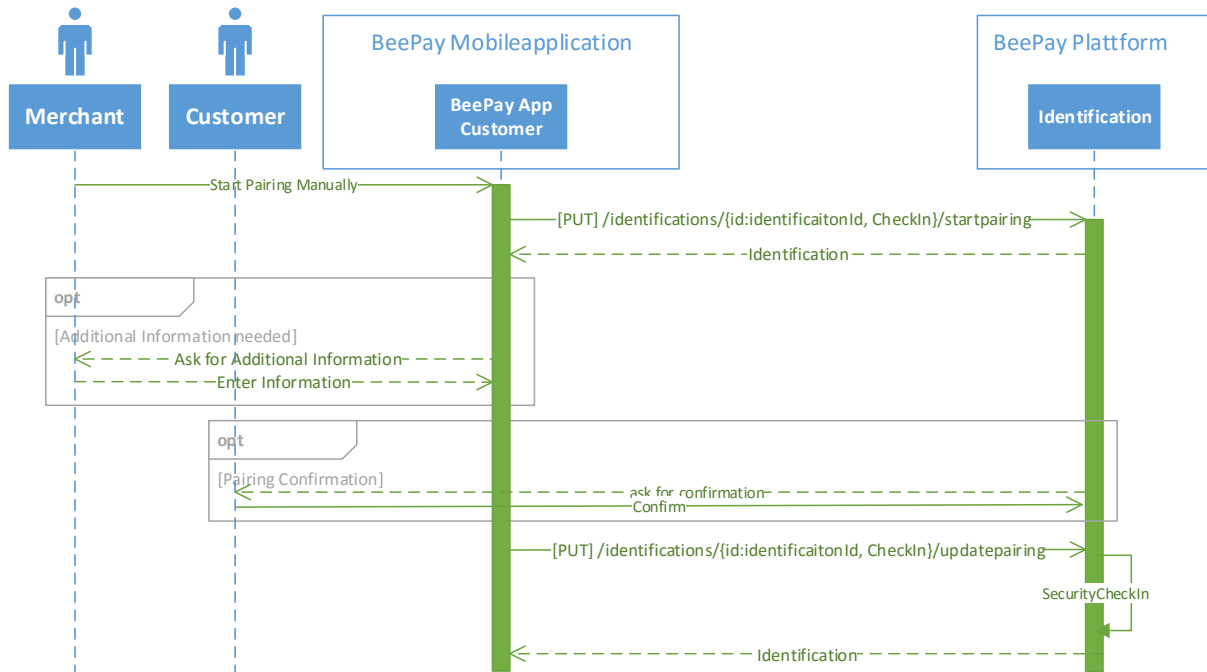 BeePay Mobileapplication
BeePay Plattform
Merchant
Customer
BeePay App
Customer
Identification
Start Pairing Manually
[PUT] /identifications/{id:identificaitonId, CheckIn}/startpairing
Identification
opt
[Additional Information needed]
Ask for Additional Information
Enter Information
opt
[Pairing Confirmation]
ask for confirmation
Confirm
[PUT] /identifications/{id:identificaitonId, CheckIn}/updatepairing
SecurityCheckIn
Identification